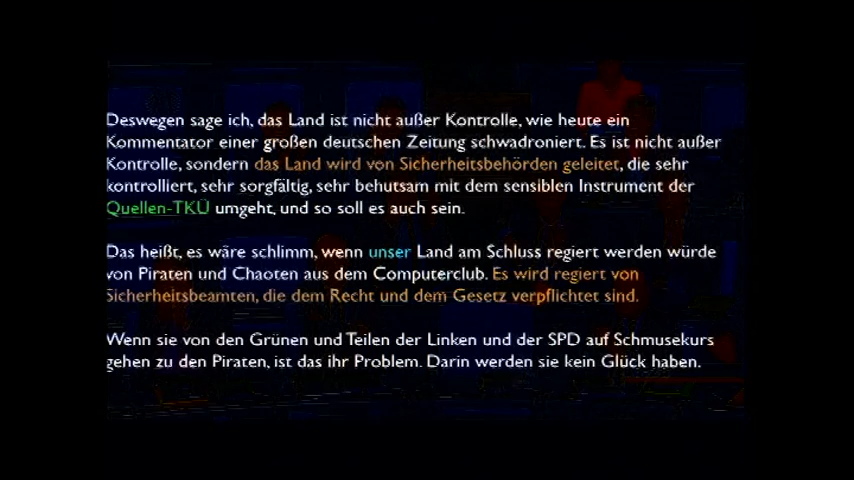 Deswegen sage ich, das Land ist nicht außer Kontrolle, wie heute ein
Kommentator einer großen deutschen Zeitung schwadroniert. Es ist nicht außer
Kontrolle, sondern das Land wird von Sicherheitsbehörden geleitet, die sehr
kontrolliert, sehr sorgfältig, sehr behutsam mit dem sensiblen Instrument der
Quellen-TKÜ umgeht, und so soll es auch sein.
Das heißt, es wäre schlimm, wenn unser Land am Schluss regiert werden würde
von Piraten und Chaoten aus dem Computerclub. Es wird regiert von
Sicherheitsbeamten, die dem Recht und dem Gesetz verpflichtet sind.
Wenn sie von den Grünen und Teilen der Linken und der SPD auf Schmusekurs
gehen zu den Piraten, ist das ihr Problem. Darin werden sie kein Glück haben.